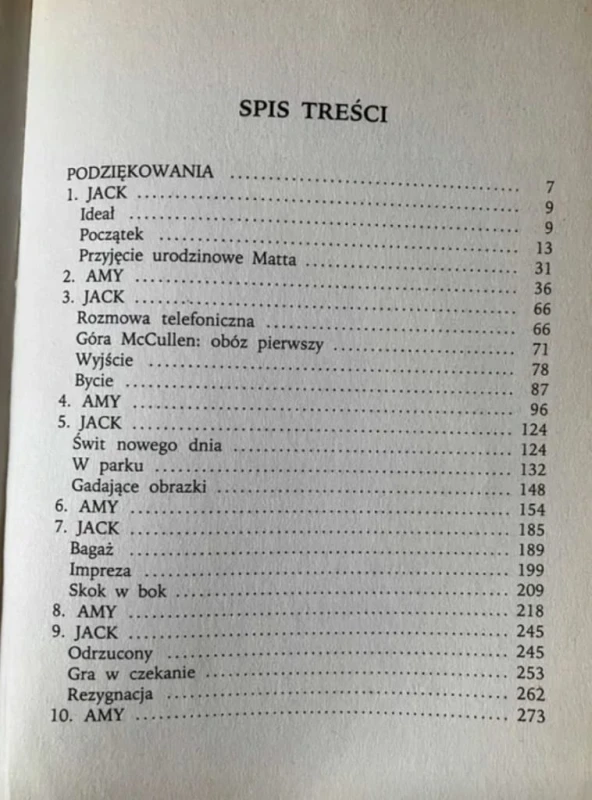 SPIS TREŚCI
PODZIĘKOWANIA ........................................ 7
1. JACK ........................................ 9
Ideał ........................................ 9
Początek ........................................ 13
Przyjęcie urodzinowe Matta ........................................ 31
2. AMY ........................................ 36
3. JACK ........................................ 66
Rozmowa telefoniczna ........................................ 66
Góra McCullen: obóz pierwszy ........................................ 71
Wyjście ........................................ 78
Bycie ........................................ 87
4. AMY ........................................ 96
5. JACK ........................................ 124
Świt nowego dnia ........................................ 124
W parku ........................................ 132
Gadające obrazki ........................................ 148
6. AMY ........................................ 154
7. JACK ........................................ 185
Bagaż ........................................ 189
Impreza ........................................ 199
Skok w bok ........................................ 209
8. AMY ........................................ 218
9. JACK ........................................ 245
Odrzucony ........................................ 245
Gra w czekanie ........................................ 253
Rezygnacja ........................................ 262
10. AMY ........................................ 273